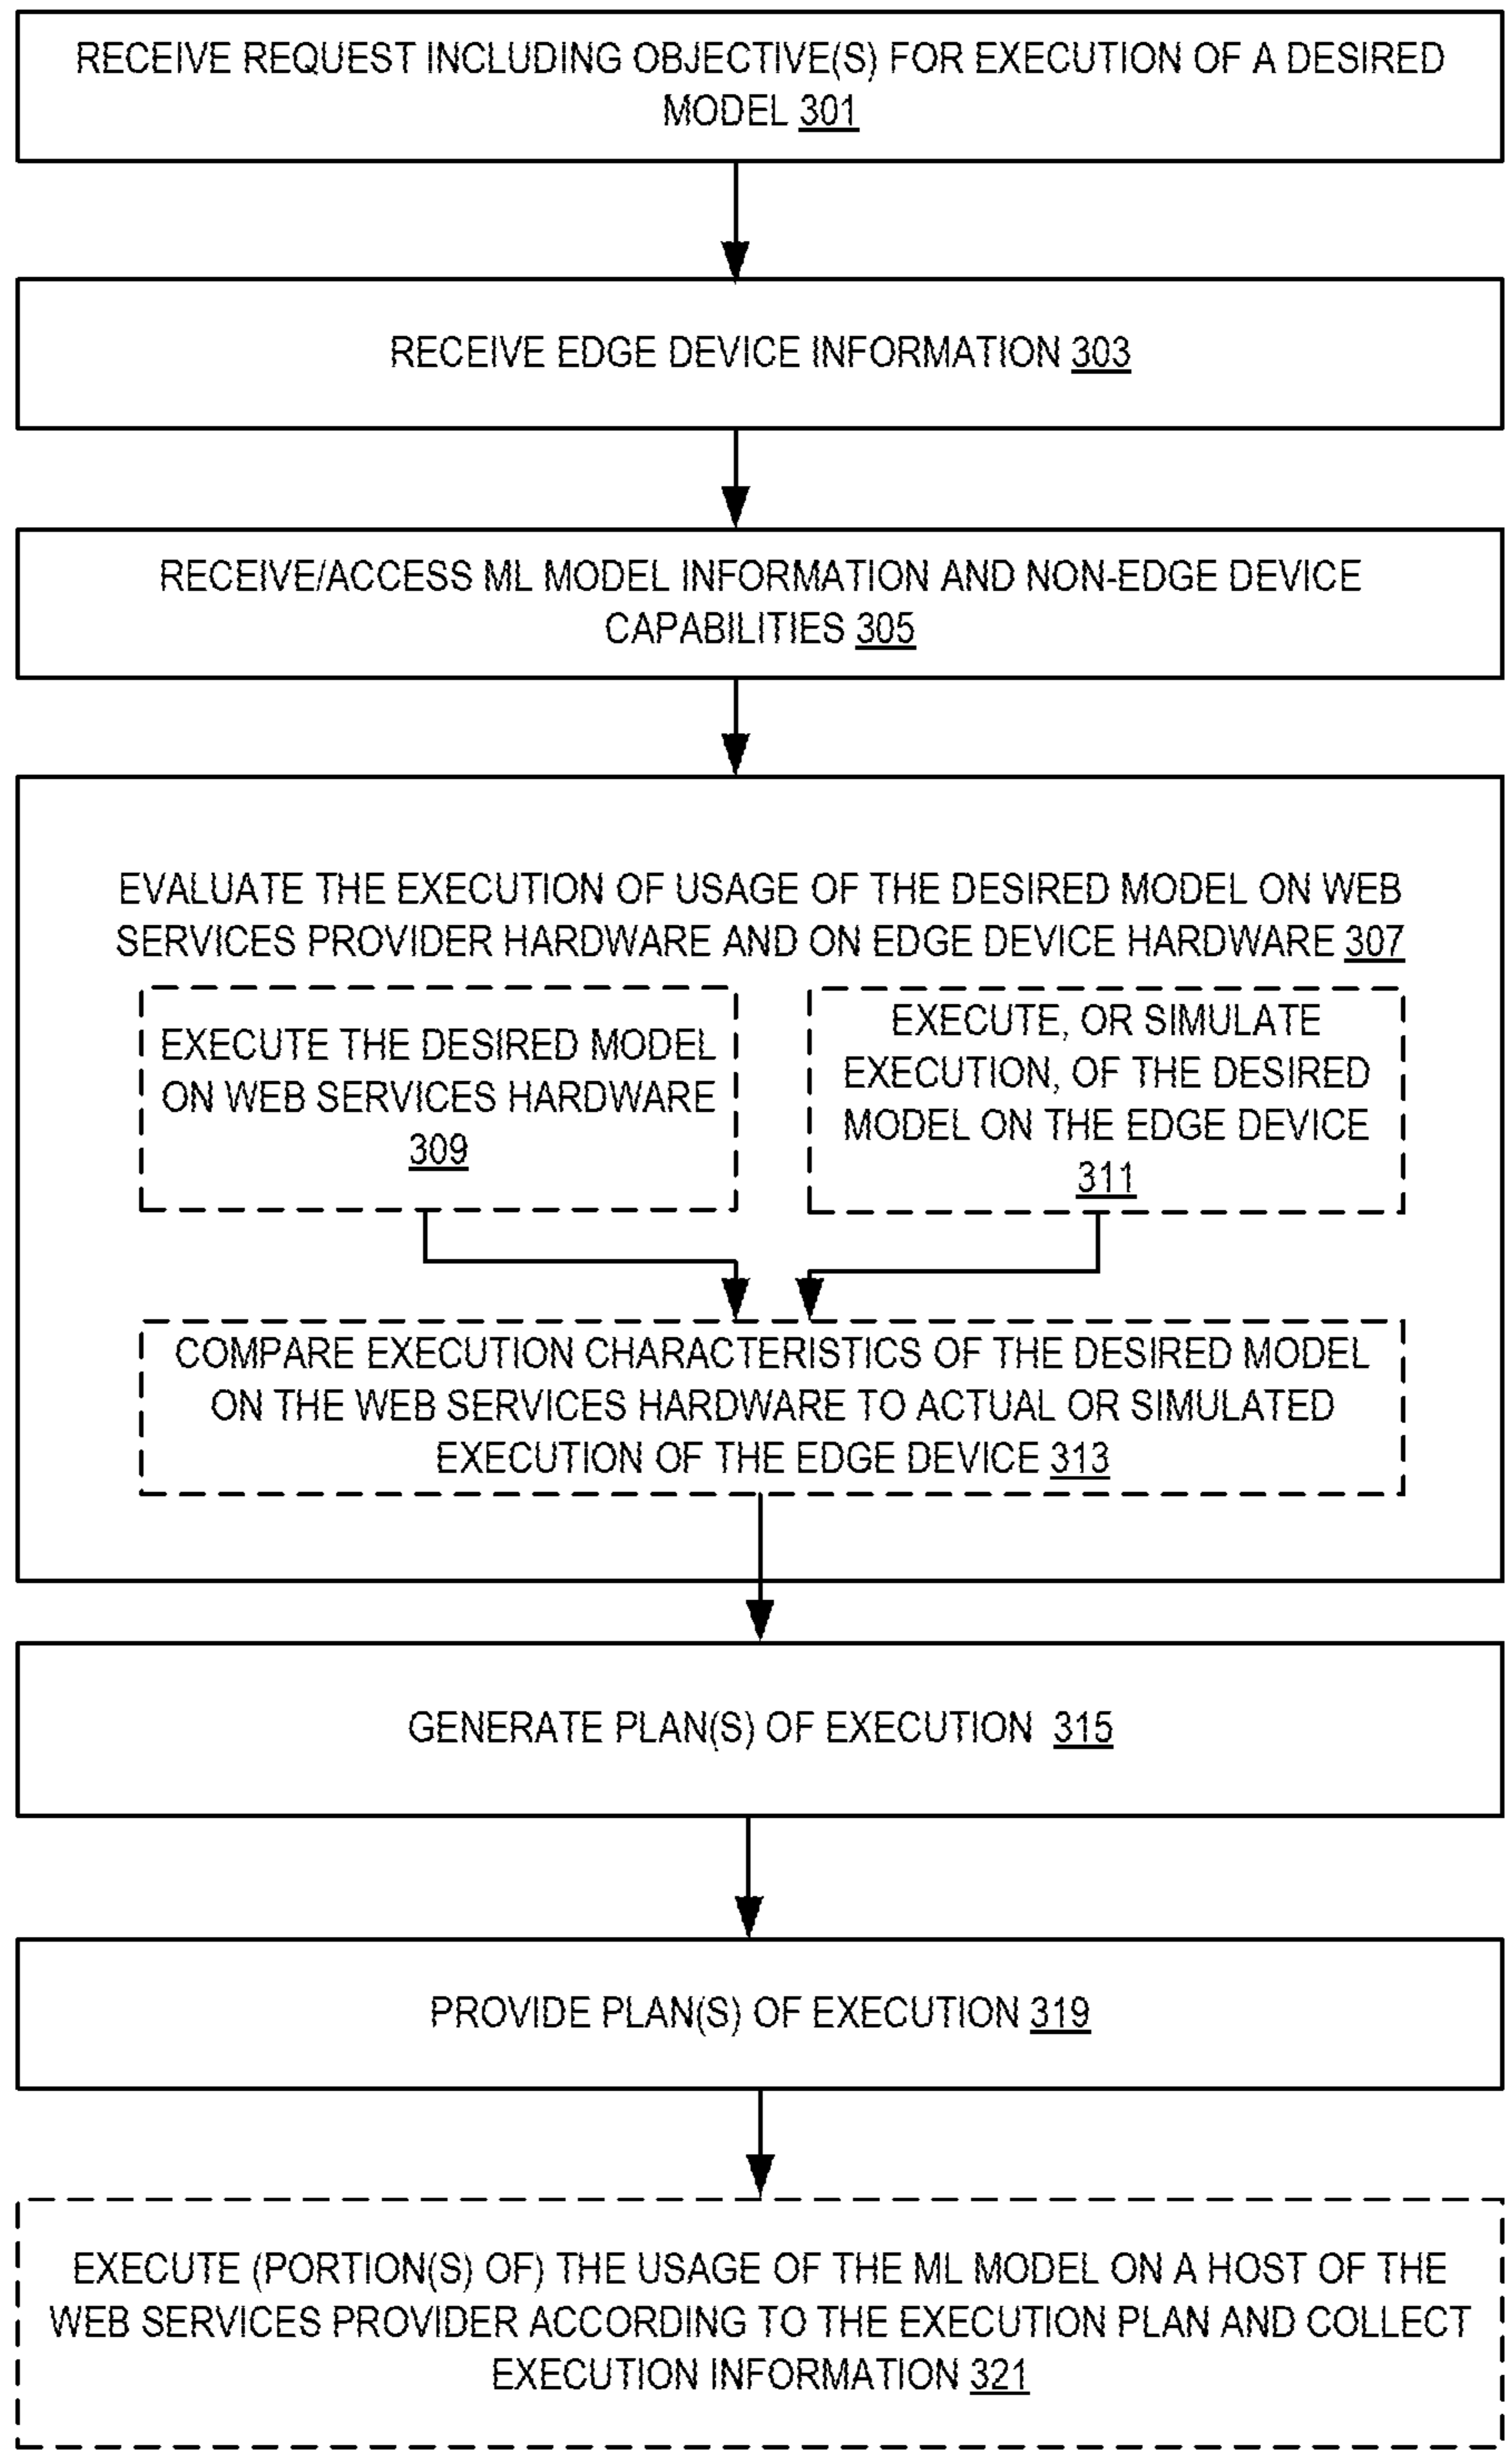 RECEIVE REQUEST INCLUDING OBJECTIVE(S) FOR EXECUTION OF A DESIRED
MODEL 301
RECEIVE EDGE DEVICE INFORMATION 303
RECEIVE/ACCESS ML MODEL INFORMATION AND NON-EDGE DEVICE
CAPABILITIES 305
EVALUATE THE EXECUTION OF USAGE OF THE DESIRED MODEL ON WEB
SERVICES PROVIDER HARDWARE AND ON EDGE DEVICE HARDWARE 307
EXECUTE THE DESIRED MODEL
ON WEB SERVICES HARDWARE
309
EXECUTE, OR SIMULATE
EXECUTION, OF THE DESIRED
MODEL ON THE EDGE DEVICE
311
COMPARE EXECUTION CHARACTERISTICS OF THE DESIRED MODEL
ON THE WEB SERVICES HARDWARE TO ACTUAL OR SIMULATED
EXECUTION OF THE EDGE DEVICE 313
GENERATE PLAN(S) OF EXECUTION 315
PROVIDE PLAN(S) OF EXECUTION 319
EXECUTE (PORTION(S) OF) THE USAGE OF THE ML MODEL ON A HOST OF THE
WEB SERVICES PROVIDER ACCORDING TO THE EXECUTION PLAN AND COLLECT
EXECUTION INFORMATION 321